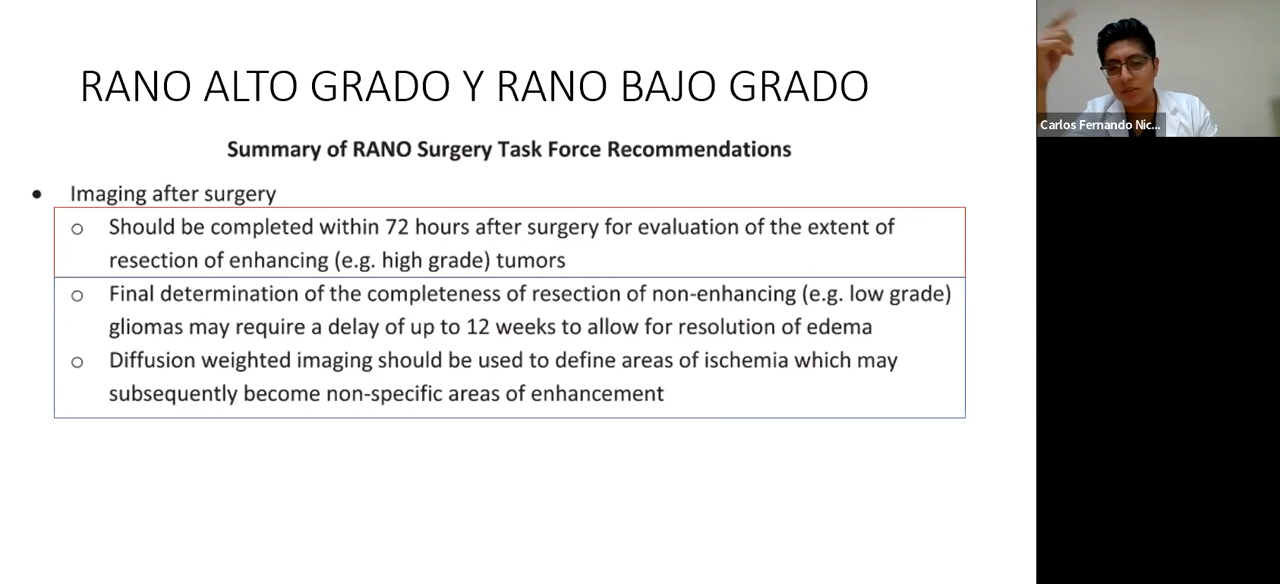 RANO ALTO GRADO Y RANO BAJO GRADO
Summary of RANO Surgery Task Force Recommendations
• Imaging after surgery
o Should be completed within 72 hours after surgery for evaluation of the extent of
resection of enhancing (e.g. high grade) tumors
o Final determination of the completeness of resection of non-enhancing (e.g. low grade)
gliomas may require a delay of up to 12 weeks to allow for resolution of edema
o Diffusion weighted imaging should be used to define areas of ischemia which may
subsequently become non-specific areas of enhancement
Carlos Fernando Nic...